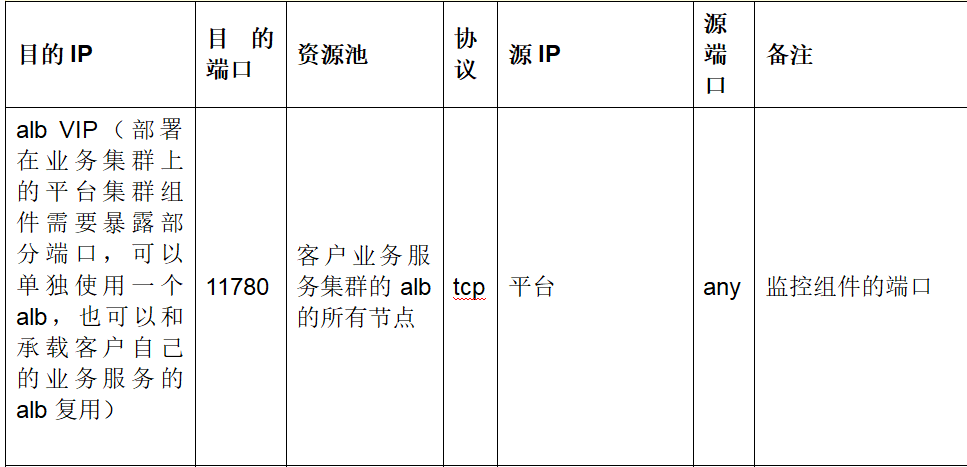 目的 IP
目的
端口
资源池
协
议
源 IP
源
端
口
备注
alb VIP（部署
在业务集群上
的平台集群组
件需要暴露部
分端口，可以
单独使用一个
alb，也可以和
承载客户自己
的业务服务的
alb 复用）
11780
客户业务服
务集群的 alb
的所有节点
tcp
平台
any
监控组件的端口